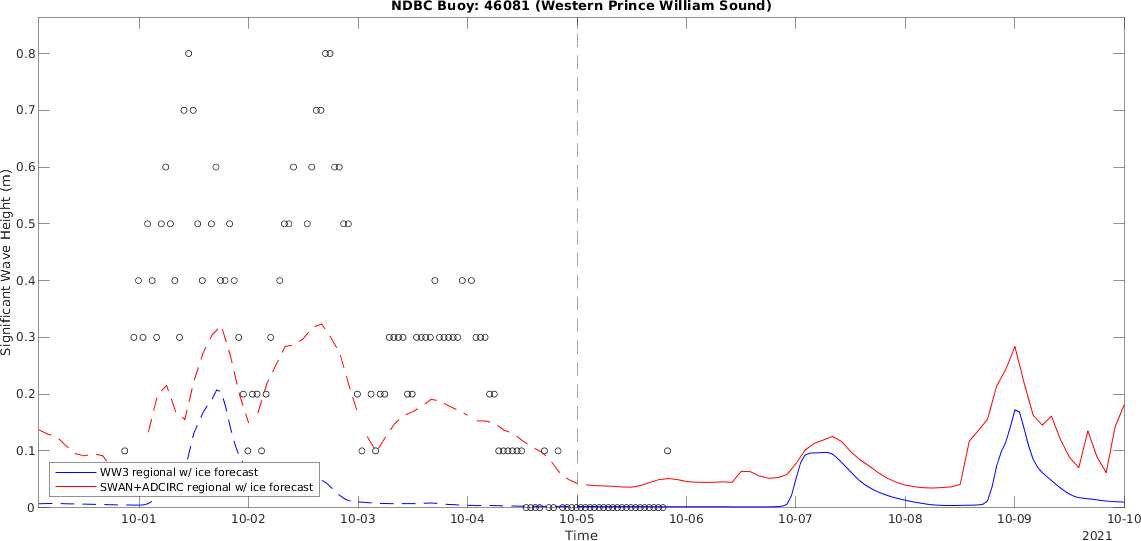 NDBC Buoy: 46081 (Western Prince William Sound)
Significant Wave Height (m)
0.8
0.7
0.6
0.5
0.4
0.3
0.2
0.1
0
WW3 regional w/ ice forecast
SWAN+ADCIRC regional w/ ice forecast
10-01 10-02 10-03 10-04 10-05 10-06 10-07 10-08 10-09 10-10
Time
2021